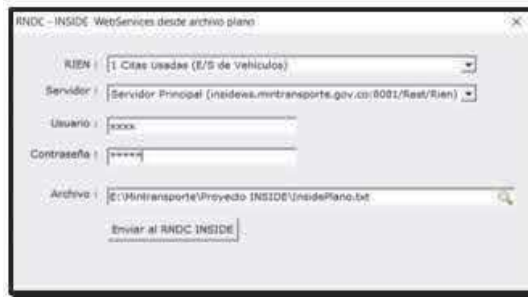 RNDC - INSIDE WebServices desde archivo plano
RIEN : 1 Citas Usadas (E/S de Vehículos)
Servidor : Servidor Principal (insidews.mintransporte.gov.co:8081/Rest/Rien)
Usuario : xxxx
Contraseña : *****
Archivo : E:\Mintransporte\Proyecto INSIDE\InsidePlano.txt
Enviar al RNDC INSIDE